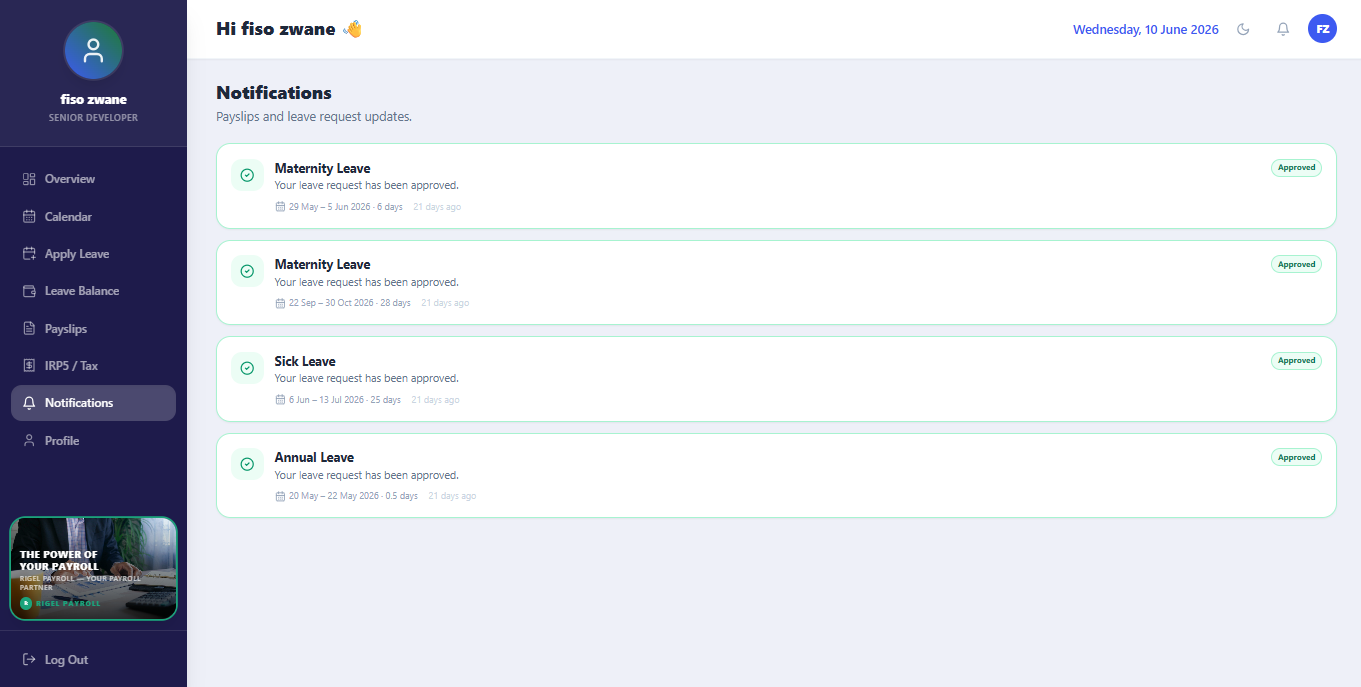 fiso zwane
SENIOR DEVELOPER
Overview
Calendar
Apply Leave
Leave Balance
Payslips
IRP5 / Tax
Notifications
Profile
THE POWER OF
YOUR PAYROLL
RIGEL PAYROLL — YOUR PAYROLL
PARTNER
R RIGEL PAYROLL
Log Out
Hi fiso zwane 👋
Wednesday, 10 June 2026
FZ
Notifications
Payslips and leave request updates.
Maternity Leave
Approved
Your leave request has been approved.
29 May – 5 Jun 2026 · 6 days 21 days ago
Maternity Leave
Approved
Your leave request has been approved.
22 Sep – 30 Oct 2026 · 28 days 21 days ago
Sick Leave
Approved
Your leave request has been approved.
6 Jun – 13 Jul 2026 · 25 days 21 days ago
Annual Leave
Approved
Your leave request has been approved.
20 May – 22 May 2026 · 0.5 days 21 days ago